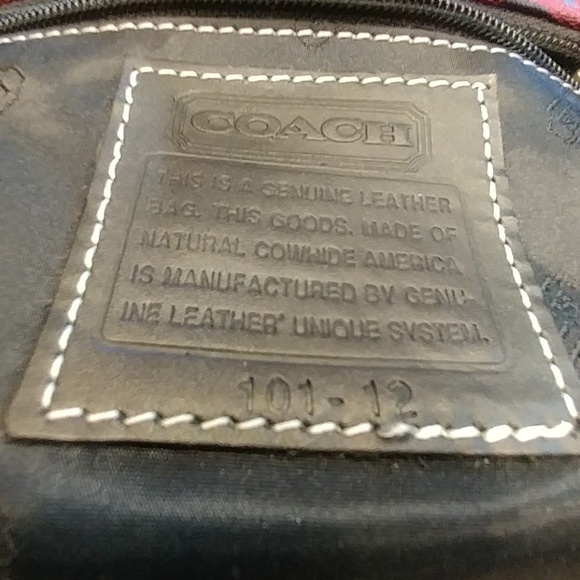 COACH
THIS IS A GENUINE LEATHER
BAG. THIS GOODS. MADE OF
NATURAL COWHIDE AMERICA
IS MANUFACTURED BY GENU-
INE LEATHER' UNIQUE SYSTEM.
101-12